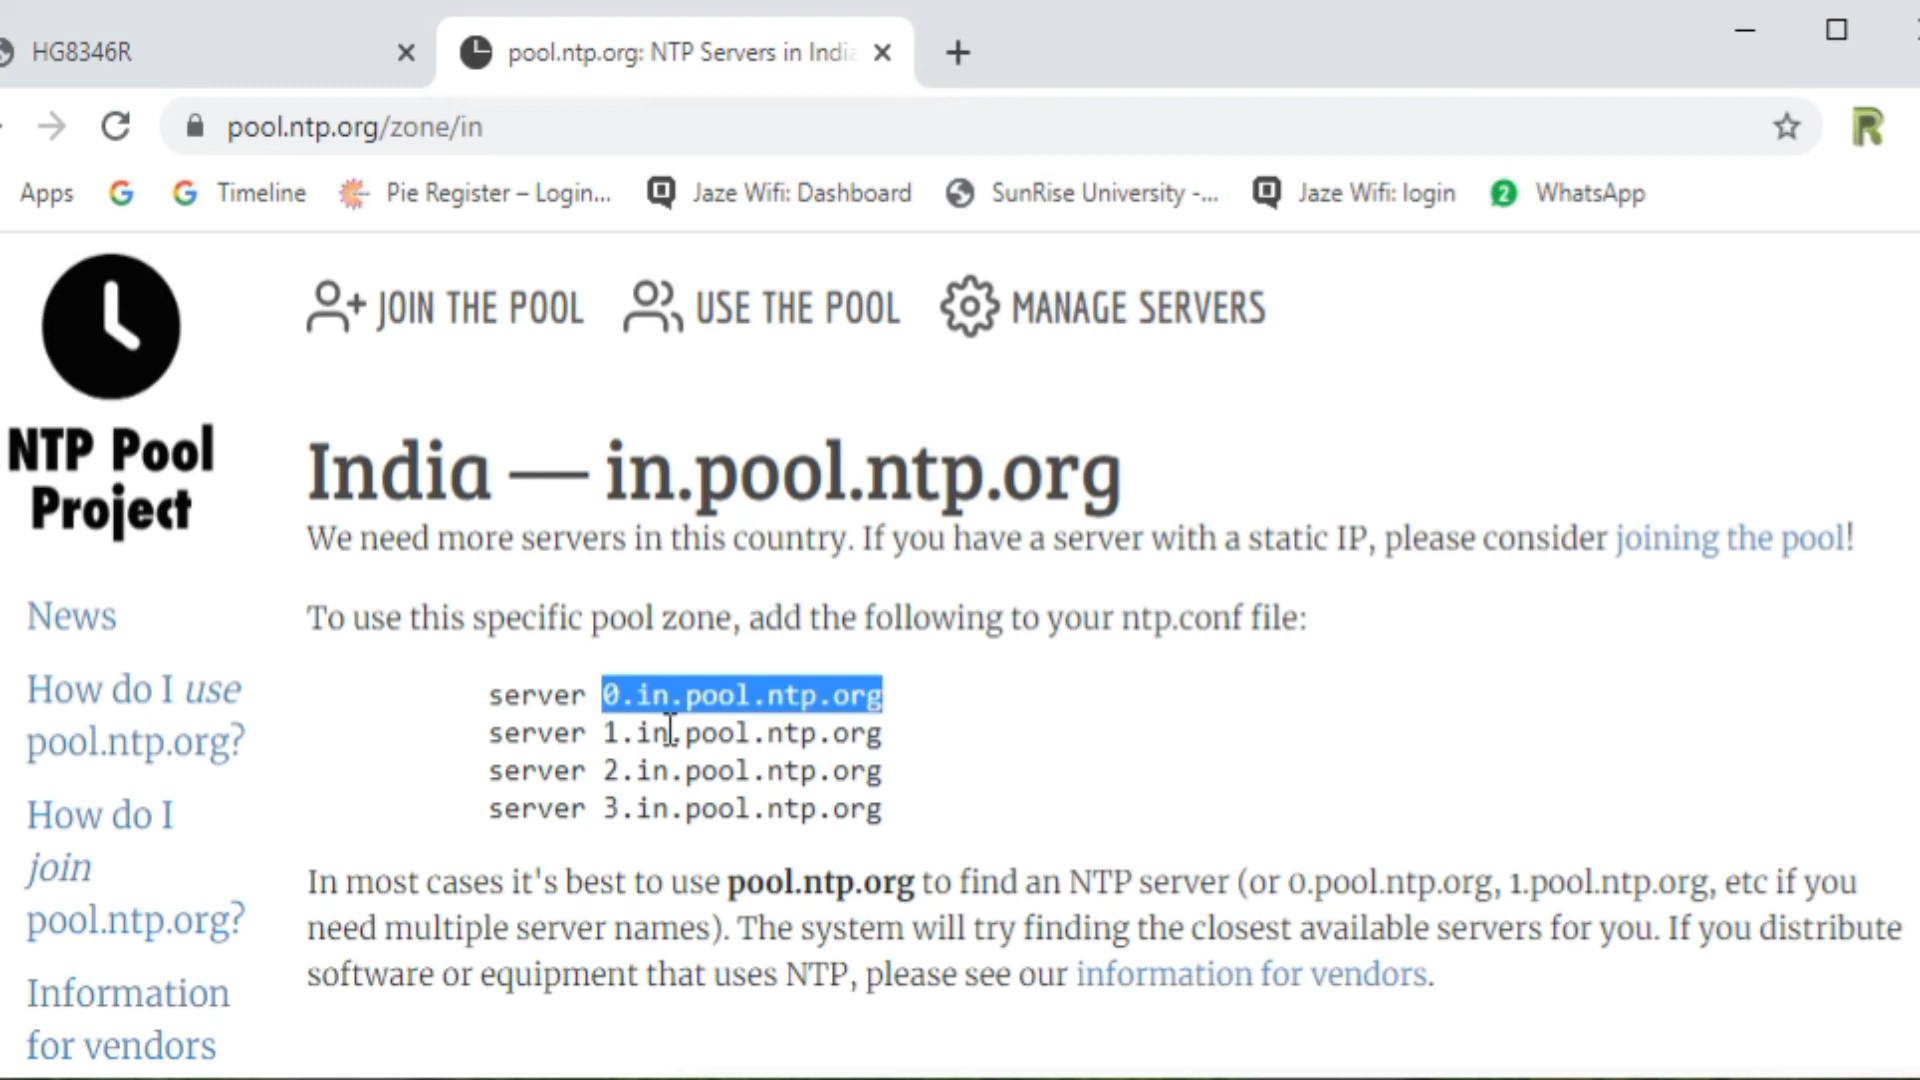 HG8346R
pool.ntp.org: NTP Servers in India
pool.ntp.org/zone/in
Apps
Timeline
Pie Register – Login...
Jaze Wifi: Dashboard
SunRise University -...
Jaze Wifi: login
2
WhatsApp
JOIN THE POOL
USE THE POOL
MANAGE SERVERS
NTP Pool
Project
India — in.pool.ntp.org
We need more servers in this country. If you have a server with a static IP, please consider joining the pool!
To use this specific pool zone, add the following to your ntp.conf file:
server 0.in.pool.ntp.org
server 1.in.pool.ntp.org
server 2.in.pool.ntp.org
server 3.in.pool.ntp.org
In most cases it's best to use pool.ntp.org to find an NTP server (or 0.pool.ntp.org, 1.pool.ntp.org, etc if you
need multiple server names). The system will try finding the closest available servers for you. If you distribute
software or equipment that uses NTP, please see our information for vendors.
News
How do I use
pool.ntp.org?
How do I
join
pool.ntp.org?
Information
for vendors